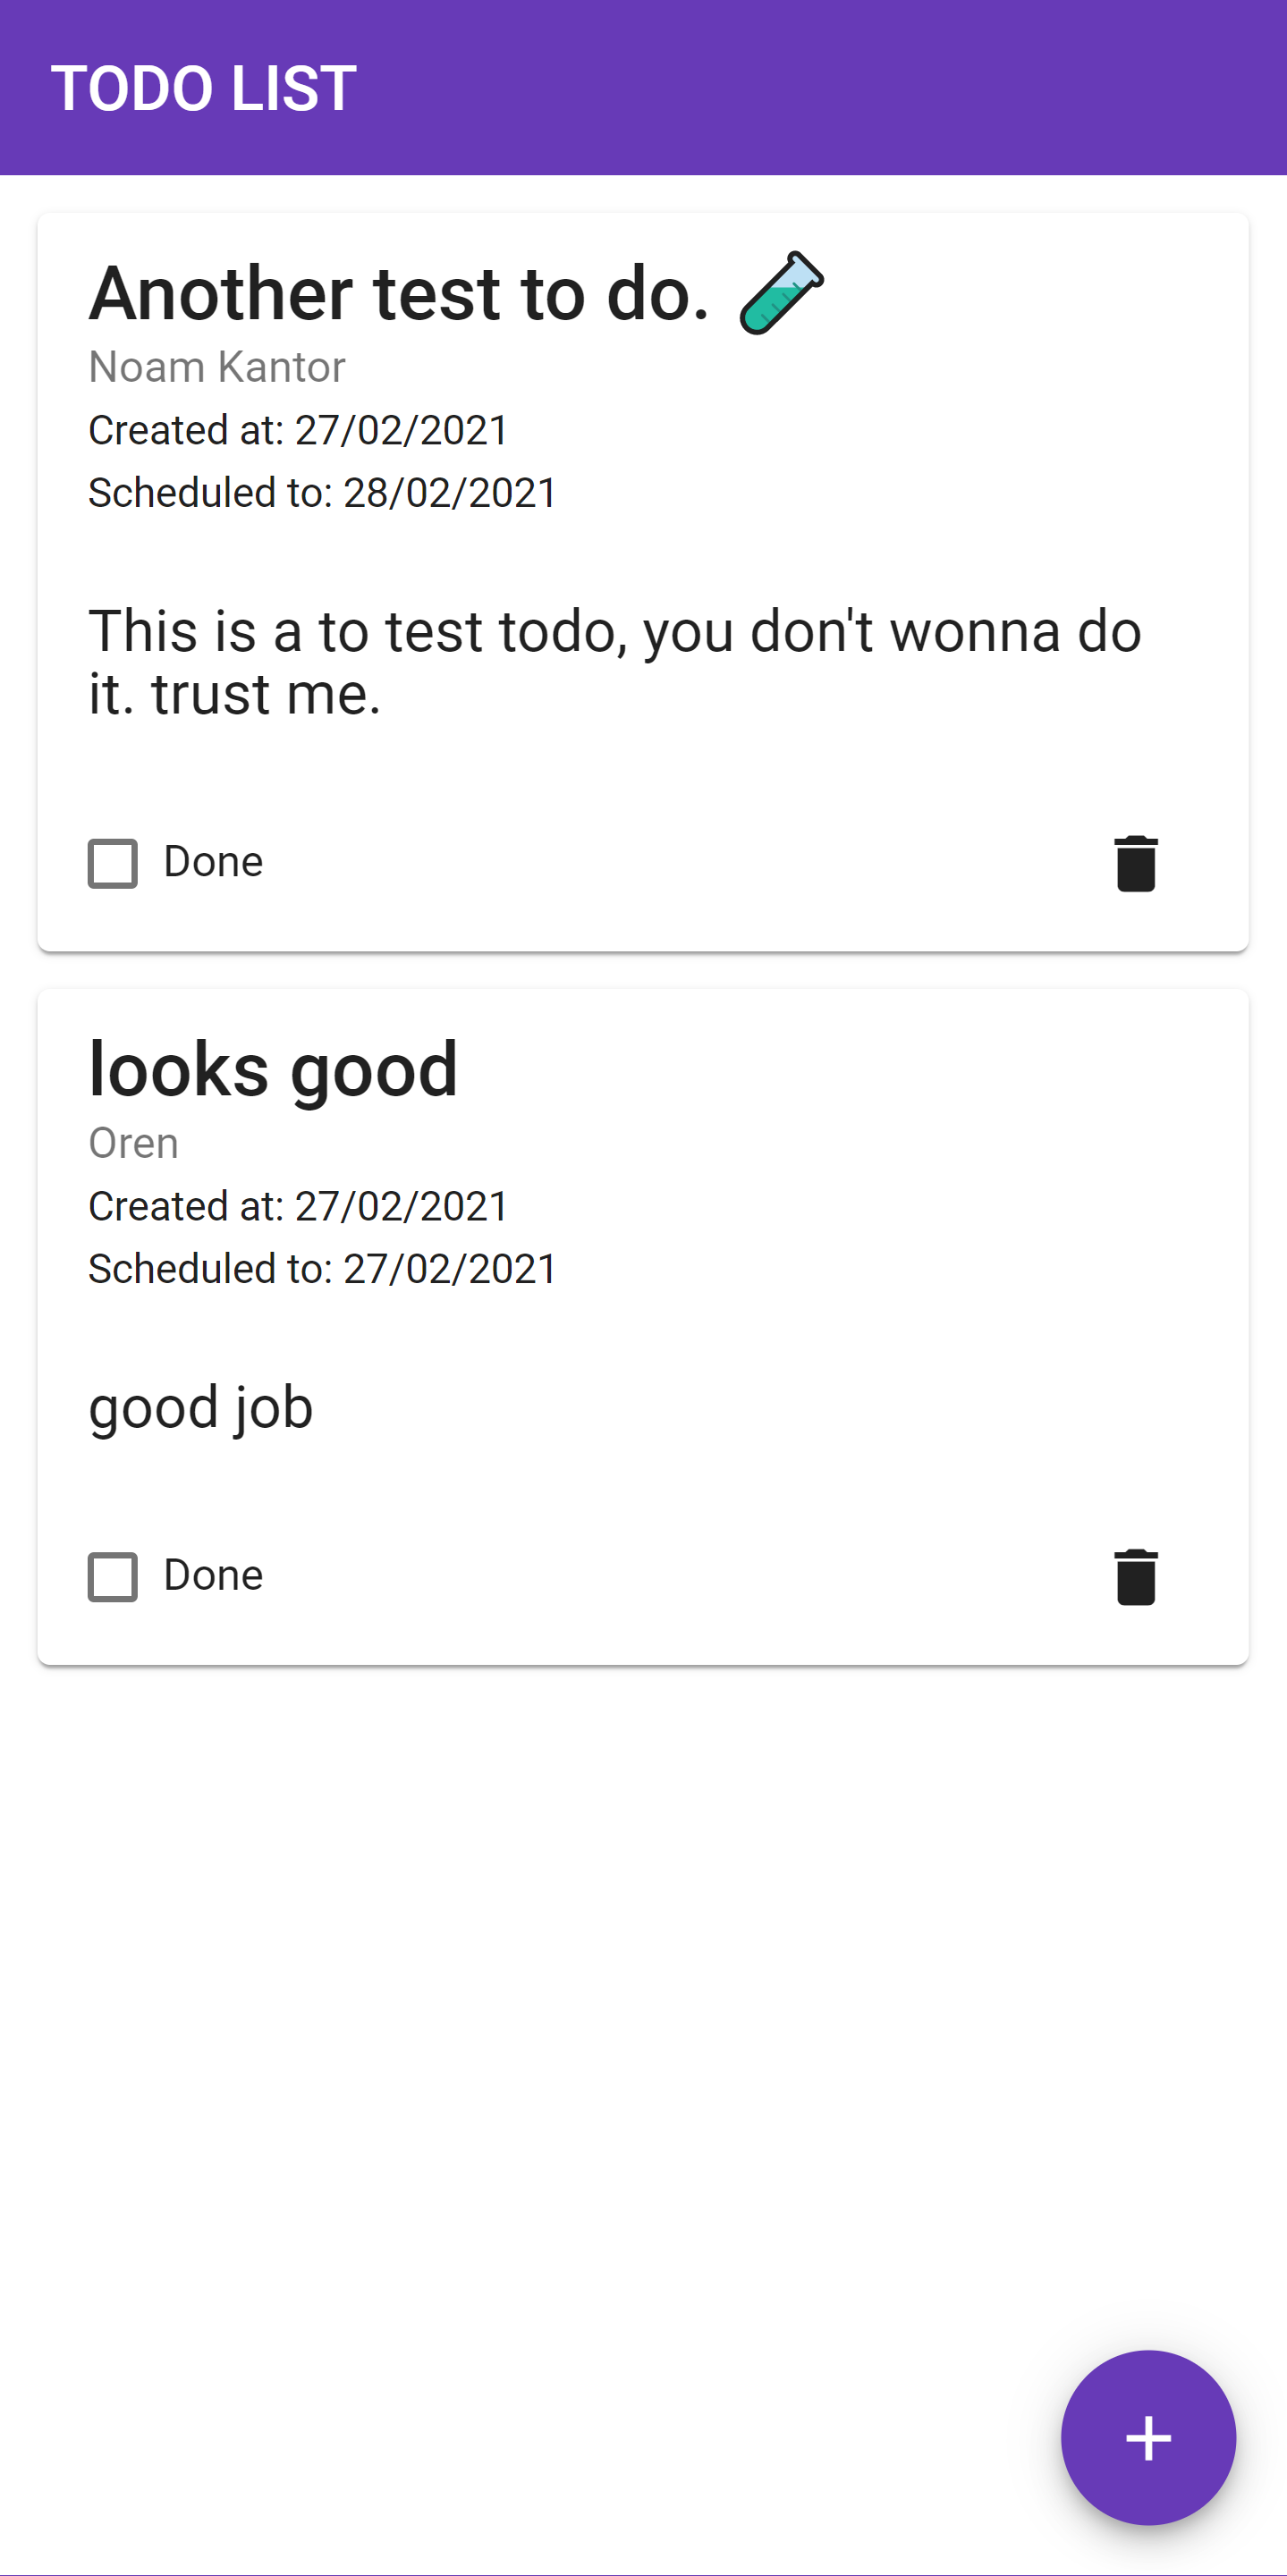 TODO LIST
Another test to do. 🧪
Noam Kantor
Created at: 27/02/2021
Scheduled to: 28/02/2021
This is a to test todo, you don't wonna do
it. trust me.
Done
looks good
Oren
Created at: 27/02/2021
Scheduled to: 27/02/2021
good job
Done